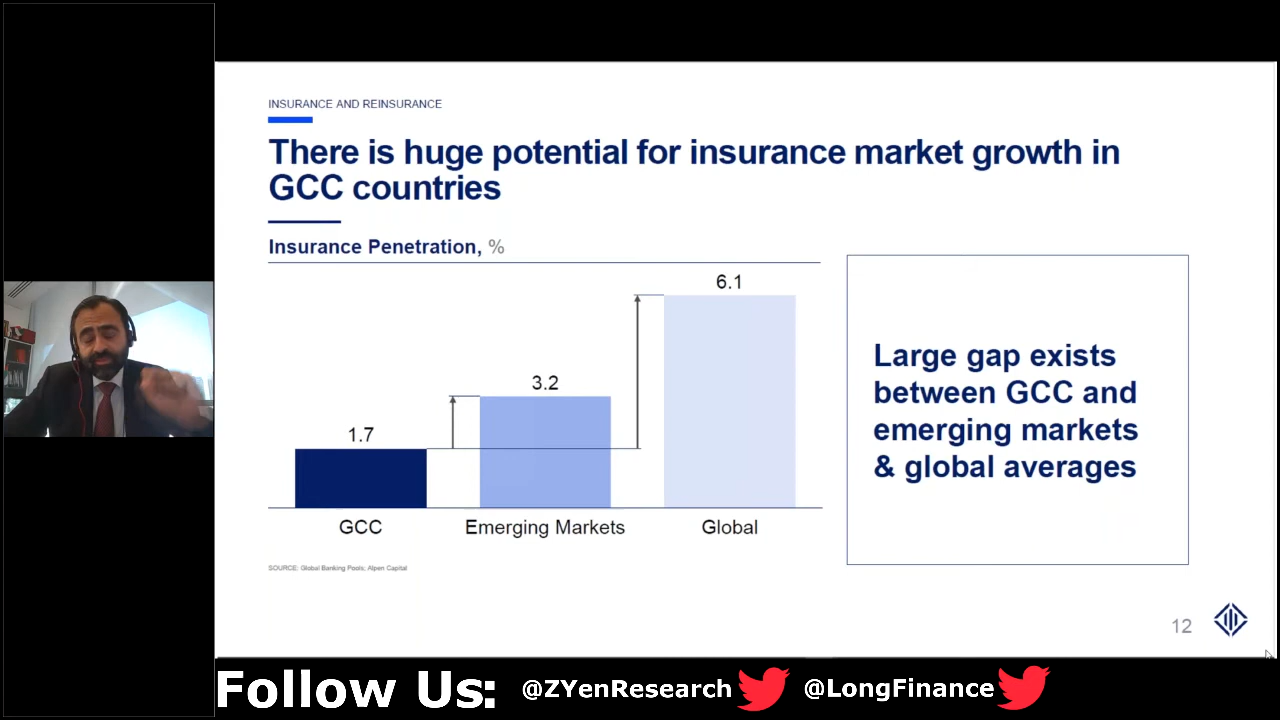 INSURANCE AND REINSURANCE
There is huge potential for insurance market growth in
GCC countries
Insurance Penetration, %
6.1
3.2
1.7
GCC
Emerging Markets
Global
SOURCE: Global Banking Pools; Alpen Capital
Large gap exists
between GCC and
emerging markets
& global averages
12
Follow Us: @ZYenResearch @LongFinance